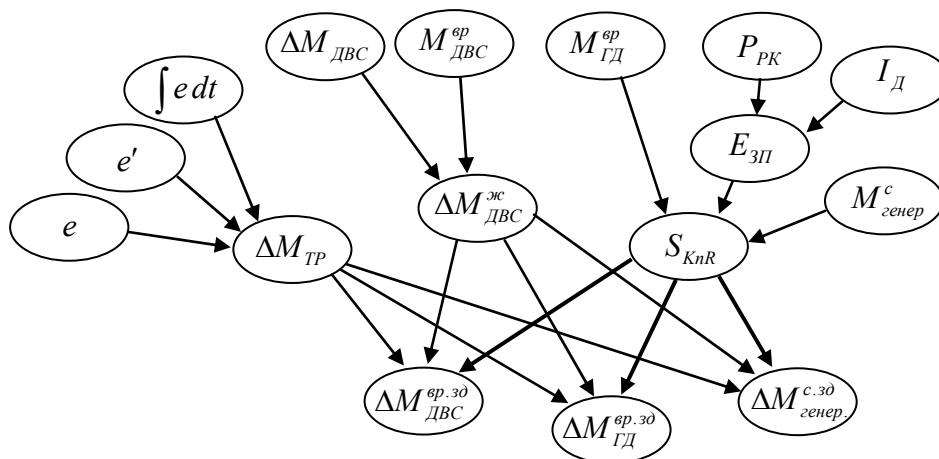 ΔM_ДВС
M^вр_ДВС
M^вр_ГД
P_РК
I_Д
∫ e dt
e′
E_ЗП
e
ΔM^ж_ДВС
M^с_генер
ΔM_ТР
S_KnR
ΔM^вр.зд_ДВС
ΔM^вр.зд_ГД
ΔM^с.зд_генер.